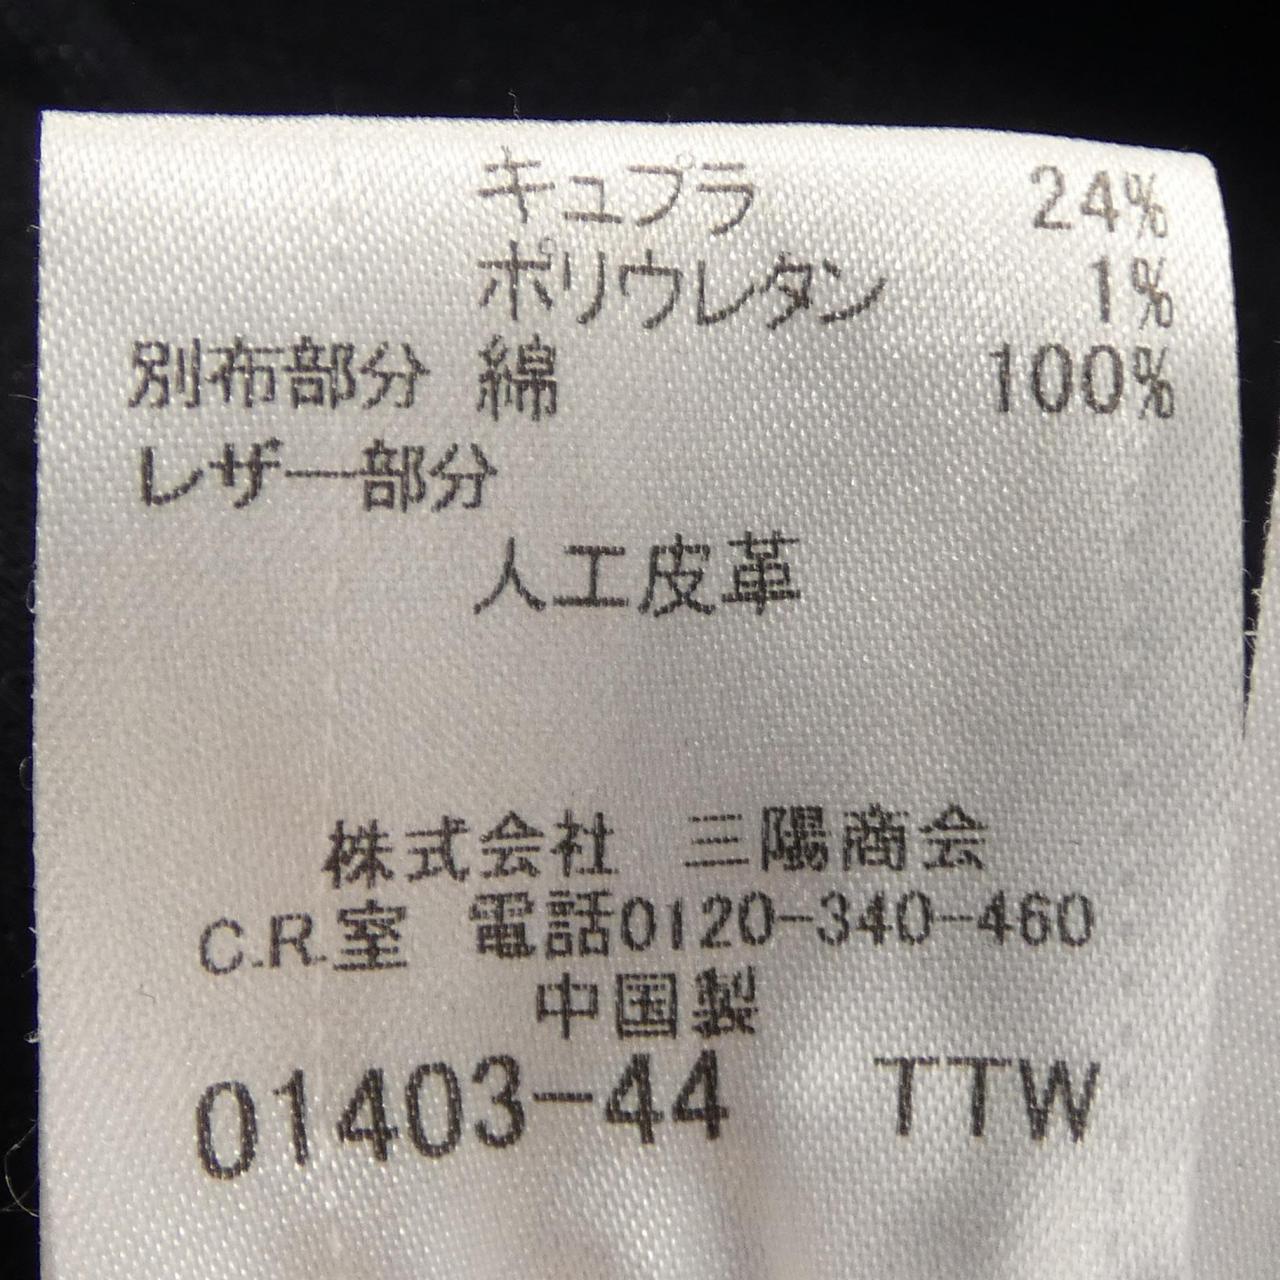 キュプラ 24%
ポリウレタン 1%
別布部分 綿 100%
レザー部分
人工皮革
株式会社 三陽商会
C.R.室 電話0120-340-460
中国製
01403-44 TTW